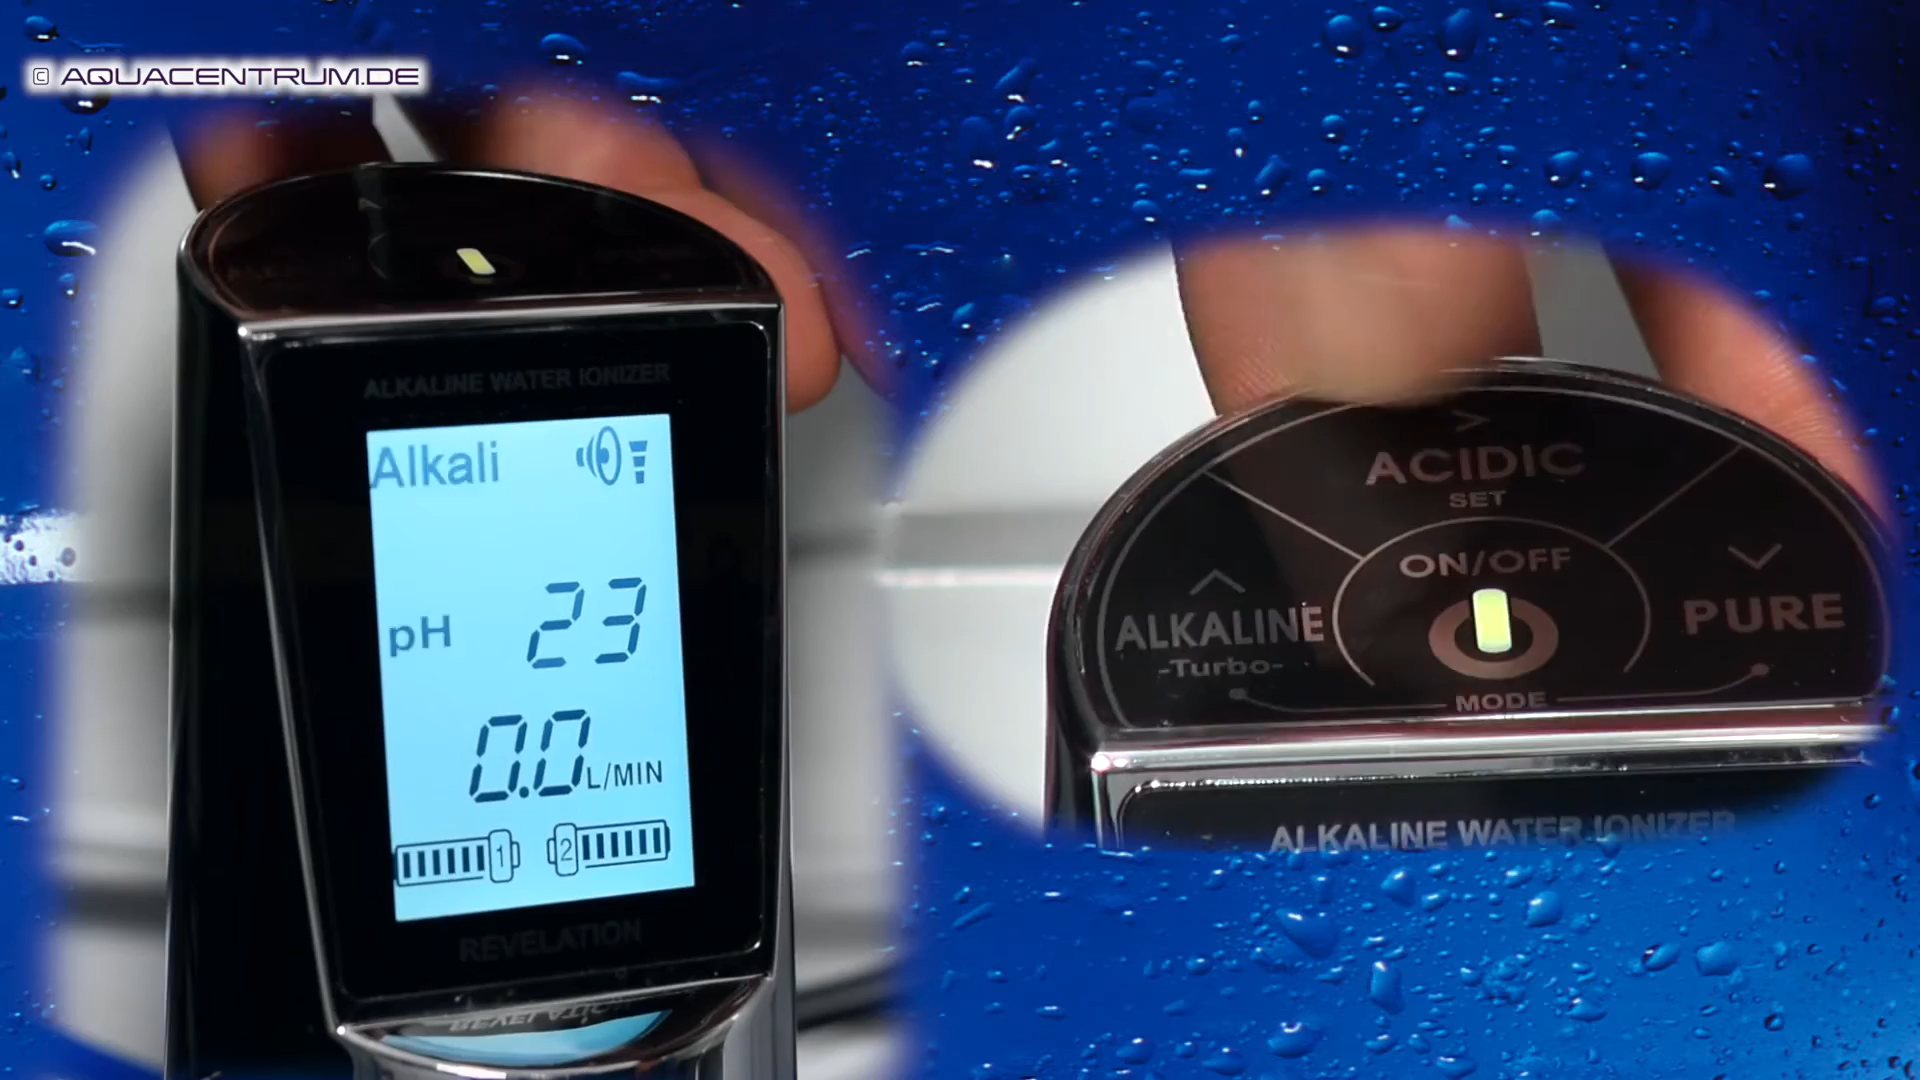 © AQUACENTRUM.DE
ALKALINE WATER IONIZER
Alkali
pH 23
0.0 L/MIN
1 2
REVELATION
>
ACIDIC
SET
ON/OFF
ALKALINE
-Turbo-
PURE
MODE
ALKALINE WATER IONIZER